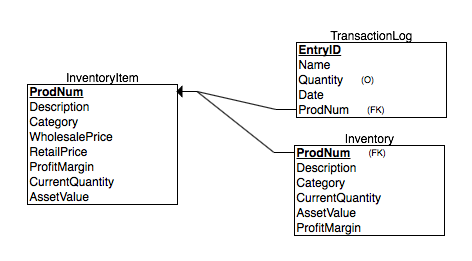 InventoryItem
ProdNum
Description
Category
WholesalePrice
RetailPrice
ProfitMargin
CurrentQuantity
AssetValue
TransactionLog
EntryID
Name
Quantity (O)
Date
ProdNum (FK)
Inventory
ProdNum (FK)
Description
Category
CurrentQuantity
AssetValue
ProfitMargin